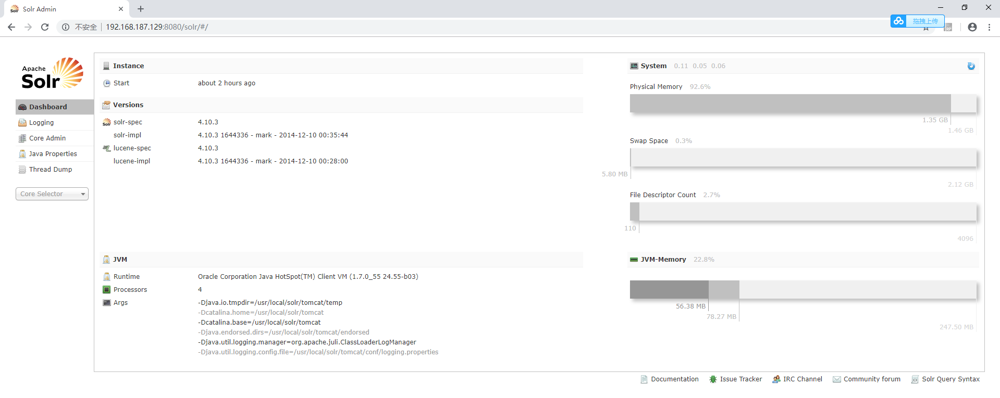 Solr Admin
不安全 192.168.187.129:8080/solr/#/
拖拽上传
Apache
Solr
Dashboard
Logging
Core Admin
Java Properties
Thread Dump
Core Selector
Instance
Start about 2 hours ago
Versions
solr-spec 4.10.3
solr-impl 4.10.3 1644336 - mark - 2014-12-10 00:35:44
lucene-spec 4.10.3
lucene-impl 4.10.3 1644336 - mark - 2014-12-10 00:28:00
JVM
Runtime Oracle Corporation Java HotSpot(TM) Client VM (1.7.0_55 24.55-b03)
Processors 4
Args -Djava.io.tmpdir=/usr/local/solr/tomcat/temp
-Dcatalina.home=/usr/local/solr/tomcat
-Dcatalina.base=/usr/local/solr/tomcat
-Djava.endorsed.dirs=/usr/local/solr/tomcat/endorsed
-Djava.util.logging.manager=org.apache.juli.ClassLoaderLogManager
-Djava.util.logging.config.file=/usr/local/solr/tomcat/conf/logging.properties
System 0.11 0.05 0.06
Physical Memory 92.6%
1.35 GB
1.46 GB
Swap Space 0.3%
5.80 MB
2.12 GB
File Descriptor Count 2.7%
110
4096
JVM-Memory 22.8%
56.38 MB
78.27 MB
247.50 MB
Documentation Issue Tracker IRC Channel Community forum Solr Query Syntax